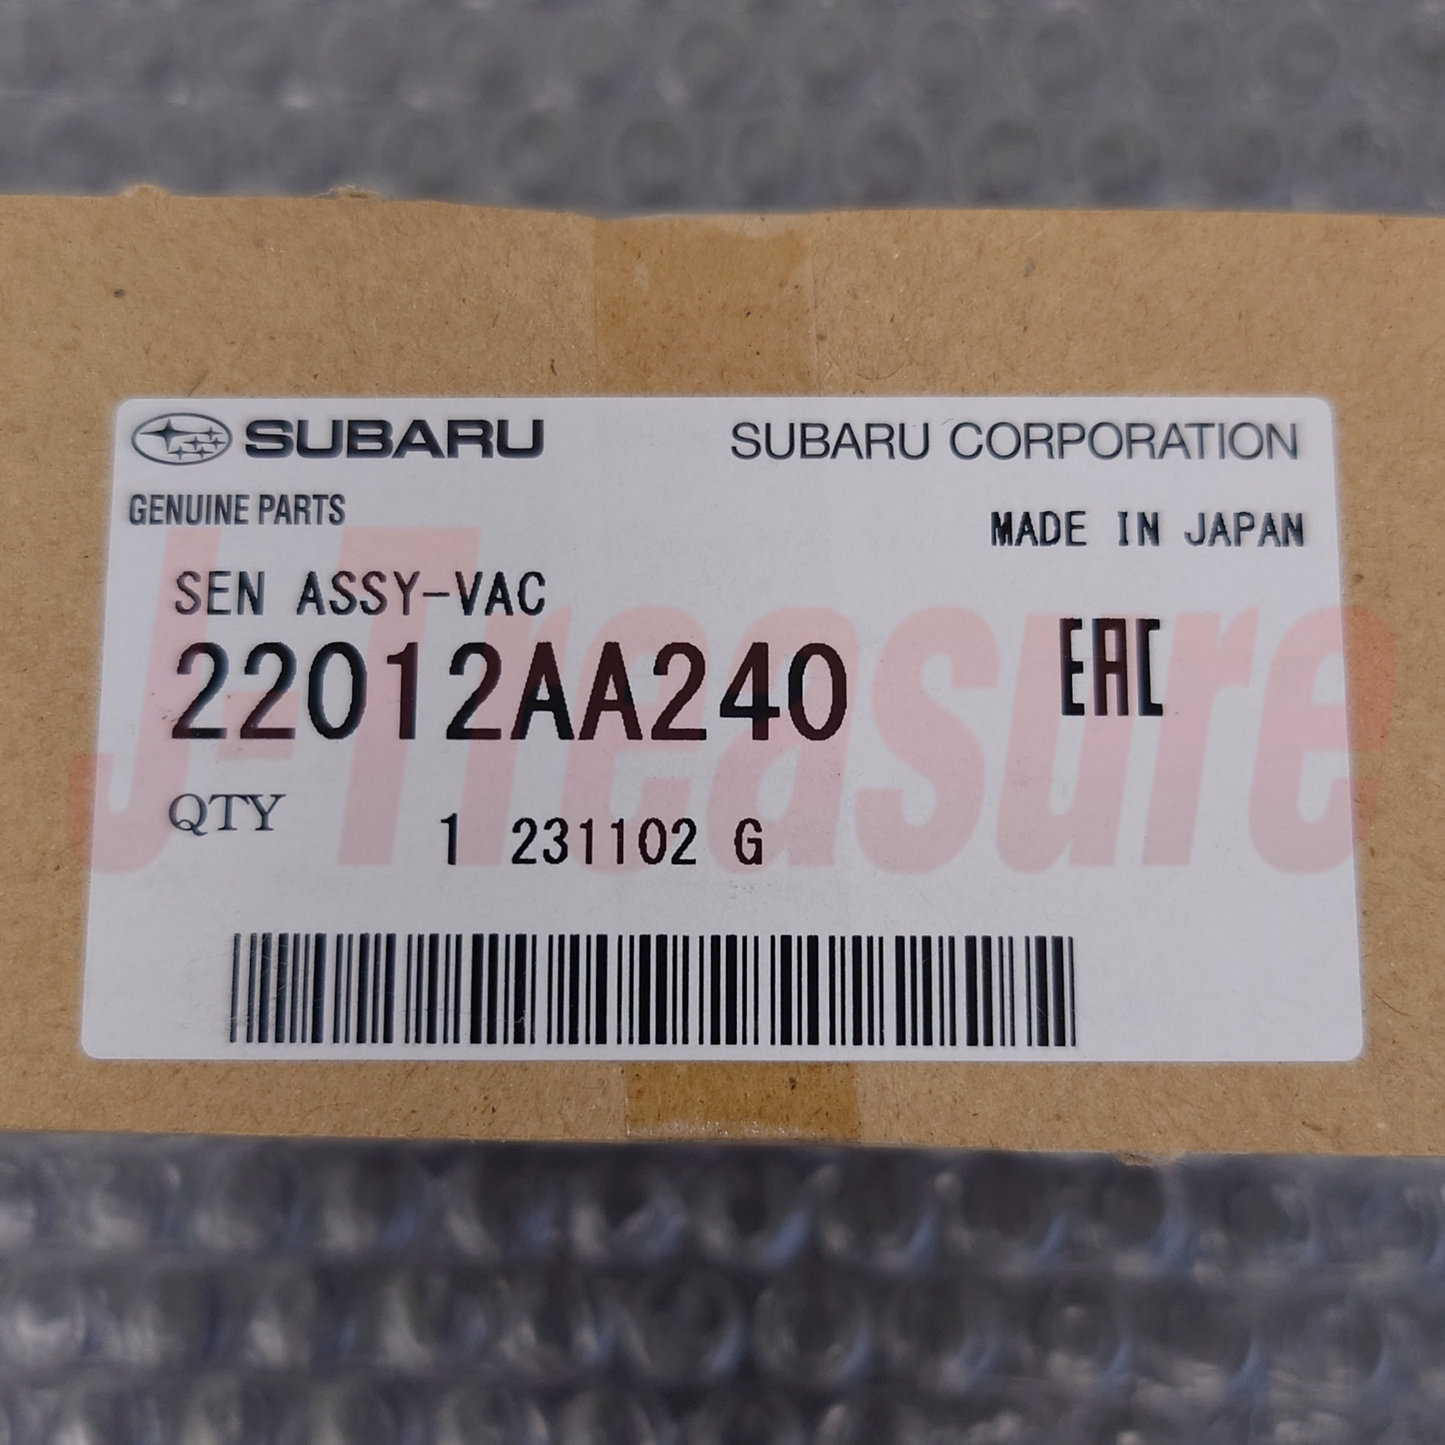 SUBARU SUBARU CORPORATION
GENUINE PARTS
MADE IN JAPAN
SEN ASSY-VAC
22012AA240
EAC
QTY 1 231102 G
J-Treasure